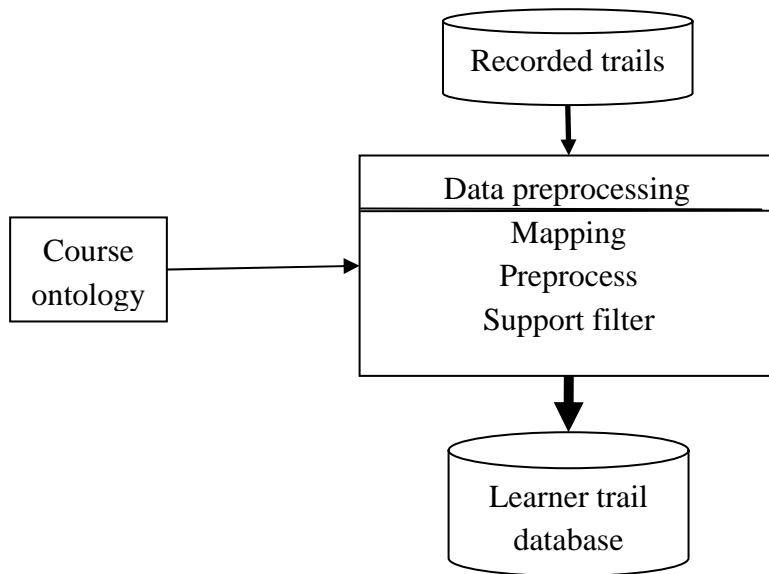 Recorded trails
Data preprocessing
Mapping
Preprocess
Support filter
Course
ontology
Learner trail
database